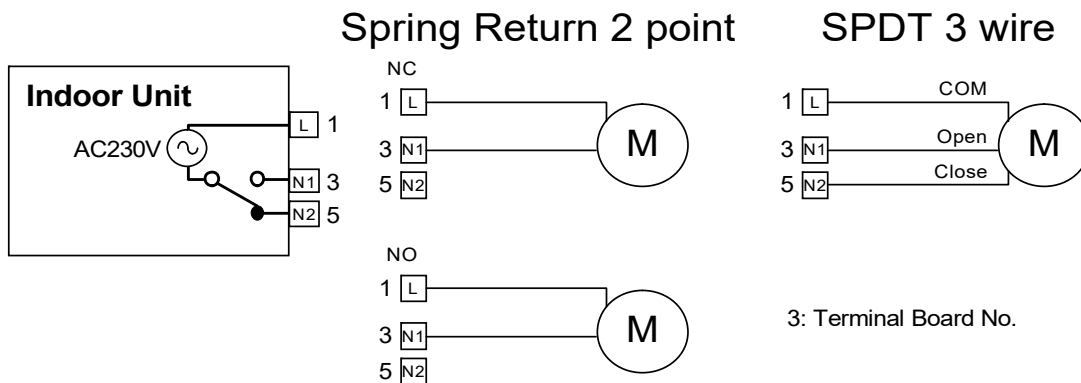 Spring Return 2 point
SPDT 3 wire
Indoor Unit
AC230V
L 1
N1 3
N2 5
NC
1 L
3 N1
5 N2
M
NO
1 L
3 N1
5 N2
M
1 L COM
3 N1 Open
5 N2 Close
M
3: Terminal Board No.